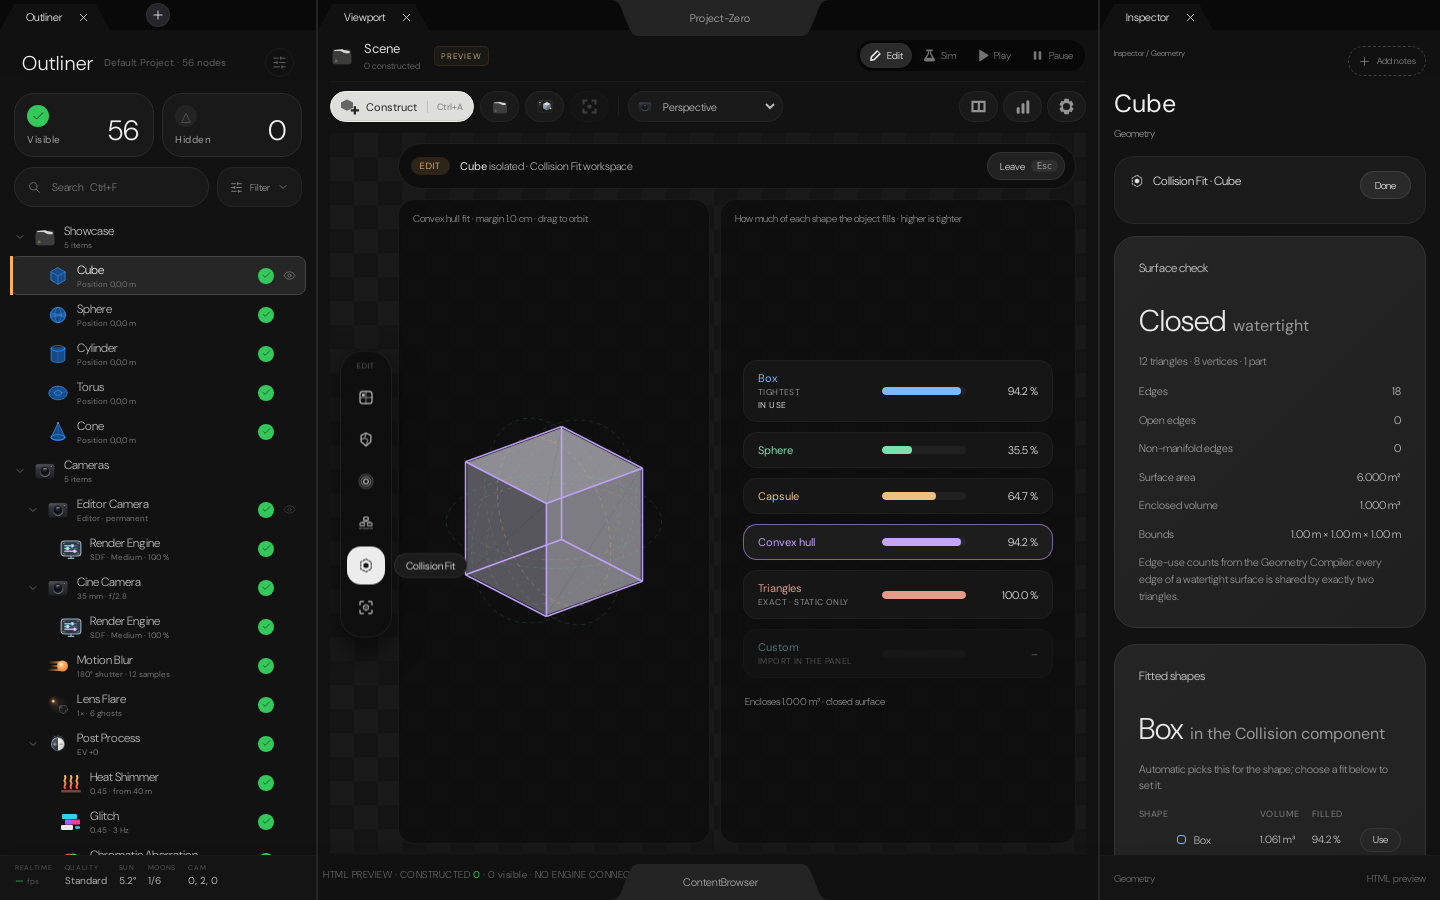 Outliner
Viewport
Project-Zero
Inspector
Outliner
Default Project · 56 nodes
Visible
56
Hidden
0
Search Ctrl+F
Filter
Showcase
5 items
Cube
Position 0,0,0 m
Sphere
Position 0,0,0 m
Cylinder
Position 0,0,0 m
Torus
Position 0,0,0 m
Cone
Position 0,0,0 m
Cameras
5 items
Editor Camera
Editor · permanent
Render Engine
SDF · Medium · 100 %
Cine Camera
35 mm · f/2.8
Render Engine
SDF · Medium · 100 %
Motion Blur
180° shutter · 12 samples
Lens Flare
1× · 6 ghosts
Post Process
EV +0
Heat Shimmer
0.45 · from 40 m
Glitch
0.45 · 3 Hz
Chromatic Aberration
REALTIME
— fps
QUALITY
Standard
SUN
5.2°
MOONS
1/6
CAM
0, 2, 0
Scene
0 constructed
PREVIEW
Edit
Sim
Play
Pause
Construct Ctrl+A
Perspective
EDIT Cube isolated · Collision Fit workspace
Leave Esc
Convex hull fit · margin 1.0 cm · drag to orbit
EDIT
Collision Fit
How much of each shape the object fills · higher is tighter
Box
TIGHTEST
IN USE
94.2 %
Sphere
35.5 %
Capsule
64.7 %
Convex hull
94.2 %
Triangles
EXACT · STATIC ONLY
100.0 %
Custom
IMPORT IN THE PANEL
–
Encloses 1.000 m³ · closed surface
HTML PREVIEW · CONSTRUCTED 0 · 0 visible · NO ENGINE CONNEC
ContentBrowser
Inspector / Geometry
Add notes
Cube
Geometry
Collision Fit · Cube
Done
Surface check
Closed watertight
12 triangles · 8 vertices · 1 part
Edges 18
Open edges 0
Non-manifold edges 0
Surface area 6.000 m²
Enclosed volume 1.000 m³
Bounds 1.00 m × 1.00 m × 1.00 m
Edge-use counts from the Geometry Compiler: every
edge of a watertight surface is shared by exactly two
triangles.
Fitted shapes
Box in the Collision component
Automatic picks this for the shape; choose a fit below to
set it.
SHAPE VOLUME FILLED
Box 1.061 m³ 94.2 % Use
Geometry
HTML preview